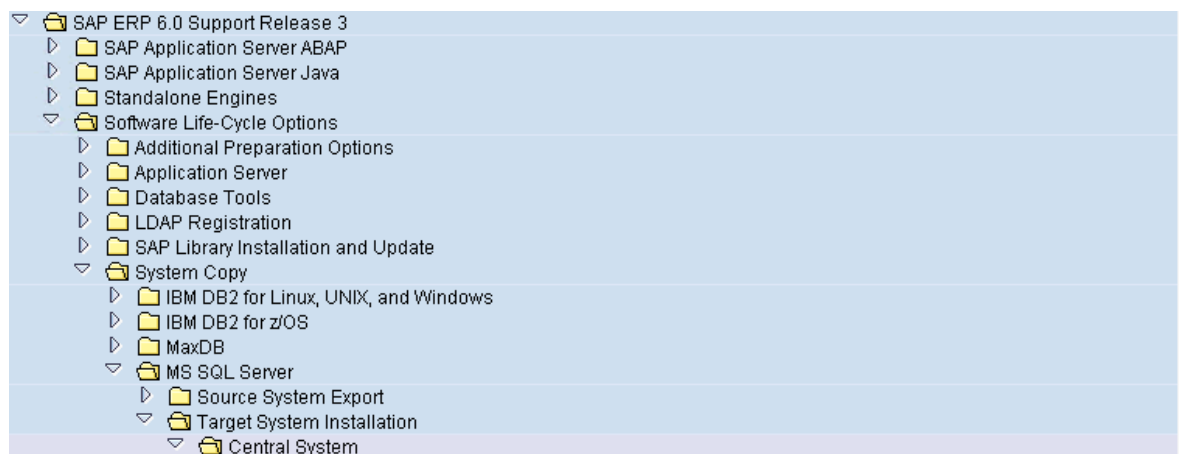 SAP ERP 6.0 Support Release 3
SAP Application Server ABAP
SAP Application Server Java
Standalone Engines
Software Life-Cycle Options
Additional Preparation Options
Application Server
Database Tools
LDAP Registration
SAP Library Installation and Update
System Copy
IBM DB2 for Linux, UNIX, and Windows
IBM DB2 for z/OS
MaxDB
MS SQL Server
Source System Export
Target System Installation
Central System